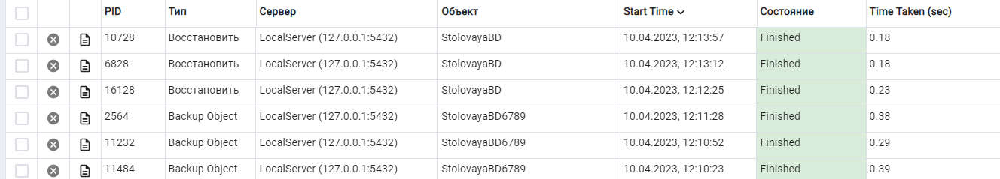 PID Тип Сервер Объект Start Time Состояние Time Taken (sec)
10728 Восстановить LocalServer (127.0.0.1:5432) StolovayaBD 10.04.2023, 12:13:57 Finished 0.18
6828 Восстановить LocalServer (127.0.0.1:5432) StolovayaBD 10.04.2023, 12:13:12 Finished 0.18
16128 Восстановить LocalServer (127.0.0.1:5432) StolovayaBD 10.04.2023, 12:12:25 Finished 0.23
2564 Backup Object LocalServer (127.0.0.1:5432) StolovayaBD6789 10.04.2023, 12:11:28 Finished 0.38
11232 Backup Object LocalServer (127.0.0.1:5432) StolovayaBD6789 10.04.2023, 12:10:52 Finished 0.29
11484 Backup Object LocalServer (127.0.0.1:5432) StolovayaBD6789 10.04.2023, 12:10:23 Finished 0.39